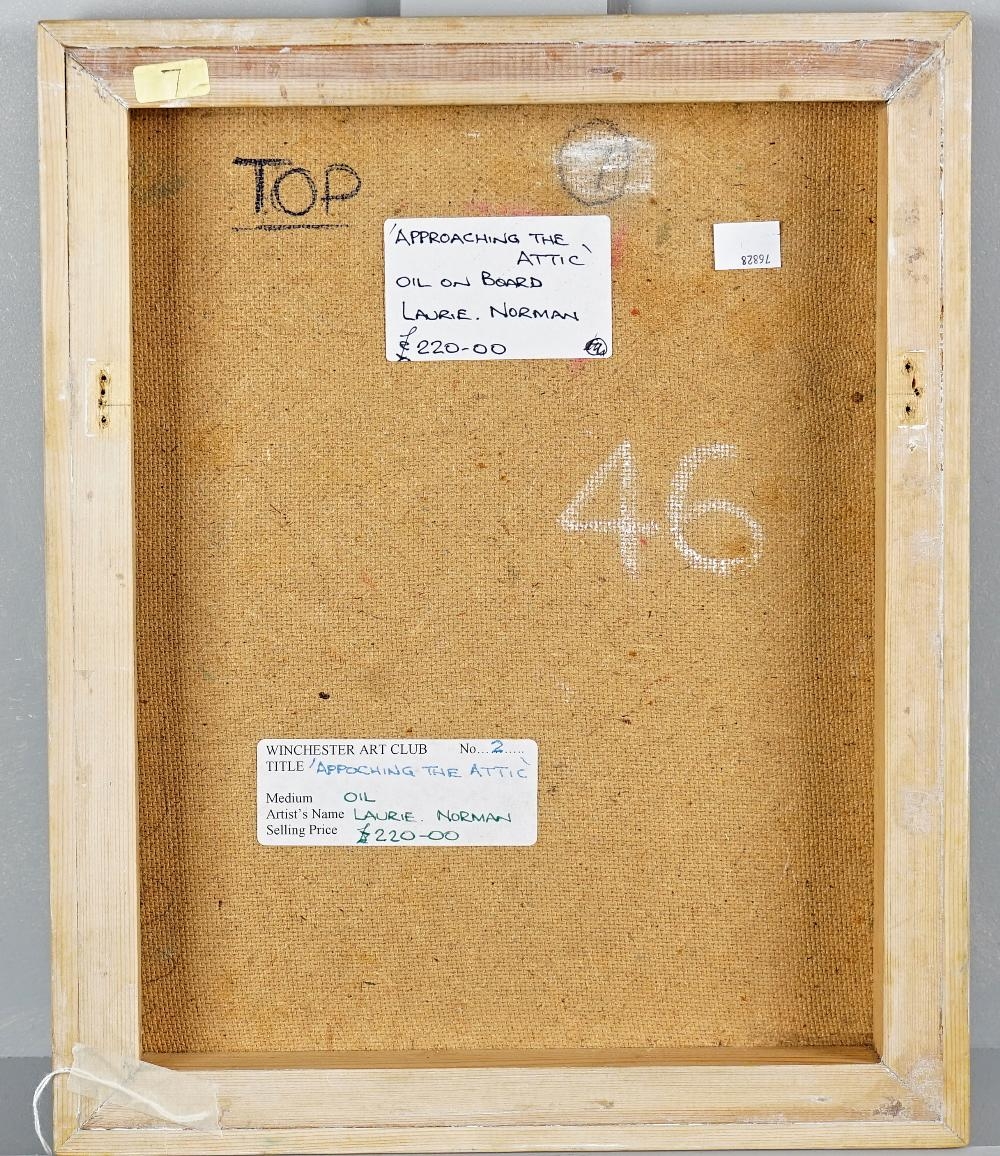 7
TOP
'APPROACHING THE
ATTIC'
OIL ON BOARD
LAURIE. NORMAN
£220-00
76828
46
WINCHESTER ART CLUB No...2.....
TITLE 'APPOCHING THE ATTIC'
Medium OIL
Artist's Name LAURIE. NORMAN
Selling Price £220-00